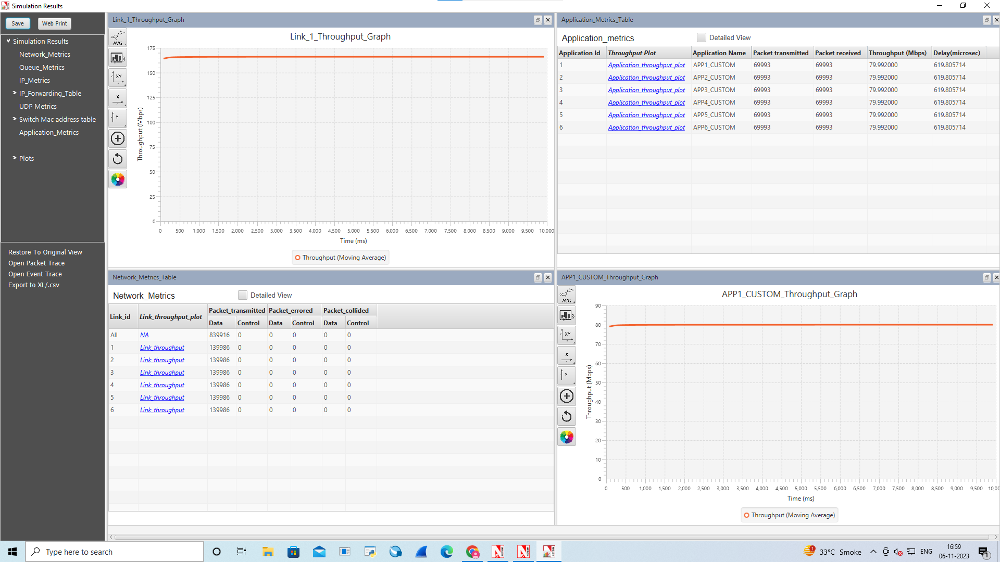 Simulation Results
Save
Web Print
Simulation Results
Network_Metrics
Queue_Metrics
IP_Metrics
IP_Forwarding_Table
UDP Metrics
Switch Mac address table
Application_Metrics
Plots
Restore To Original View
Open Packet Trace
Open Event Trace
Export to XL/.csv
Link_1_Throughput_Graph
AVG
XY
X
Y
Link_1_Throughput_Graph
Throughput (Mbps)
175
150
125
100
75
50
25
0
0 500 1,000 1,500 2,000 2,500 3,000 3,500 4,000 4,500 5,000 5,500 6,000 6,500 7,000 7,500 8,000 8,500 9,000 9,500 10,000
Time (ms)
Throughput (Moving Average)
Application_Metrics_Table
Application_metrics
Detailed View
Application Id Throughput Plot Application Name Packet transmitted Packet received Throughput (Mbps) Delay(microsec)
1 Application_throughput_plot APP1_CUSTOM 69993 69993 79.992000 619.805714
2 Application_throughput_plot APP2_CUSTOM 69993 69993 79.992000 619.805714
3 Application_throughput_plot APP3_CUSTOM 69993 69993 79.992000 619.805714
4 Application_throughput_plot APP4_CUSTOM 69993 69993 79.992000 619.805714
5 Application_throughput_plot APP5_CUSTOM 69993 69993 79.992000 619.805714
6 Application_throughput_plot APP6_CUSTOM 69993 69993 79.992000 619.805714
Network_Metrics_Table
Network_Metrics
Detailed View
Link_id Link_throughput_plot Packet_transmitted Packet_errored Packet_collided
Data Control Data Control Data Control
All NA 839916 0 0 0 0 0
1 Link_throughput 139986 0 0 0 0 0
2 Link_throughput 139986 0 0 0 0 0
3 Link_throughput 139986 0 0 0 0 0
4 Link_throughput 139986 0 0 0 0 0
5 Link_throughput 139986 0 0 0 0 0
6 Link_throughput 139986 0 0 0 0 0
APP1_CUSTOM_Throughput_Graph
AVG
XY
X
Y
APP1_CUSTOM_Throughput_Graph
Throughput (Mbps)
90
80
70
60
50
40
30
20
10
0
0 500 1,000 1,500 2,000 2,500 3,000 3,500 4,000 4,500 5,000 5,500 6,000 6,500 7,000 7,500 8,000 8,500 9,000 9,500 10,00
Time (ms)
Throughput (Moving Average)
Type here to search
1
33°C Smoke
ENG
16:59
06-11-2023
1